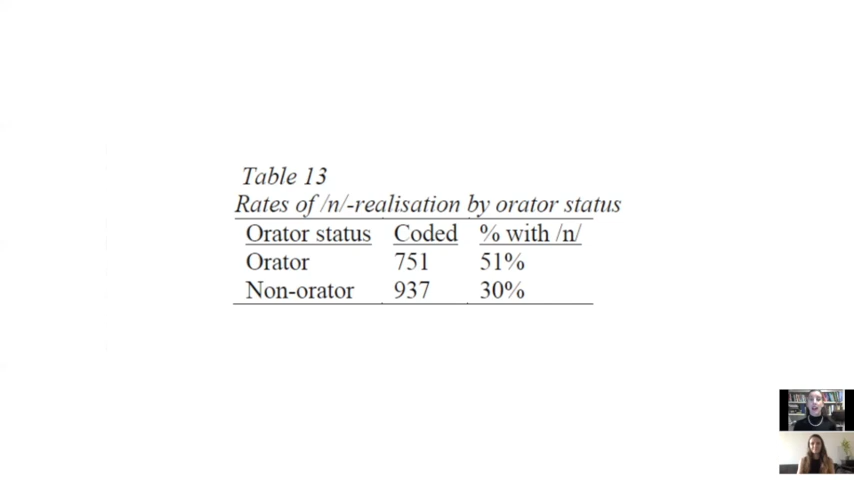 Table 13
Rates of /n/-realisation by orator status
Orator status Coded % with /n/
Orator 751 51%
Non-orator 937 30%